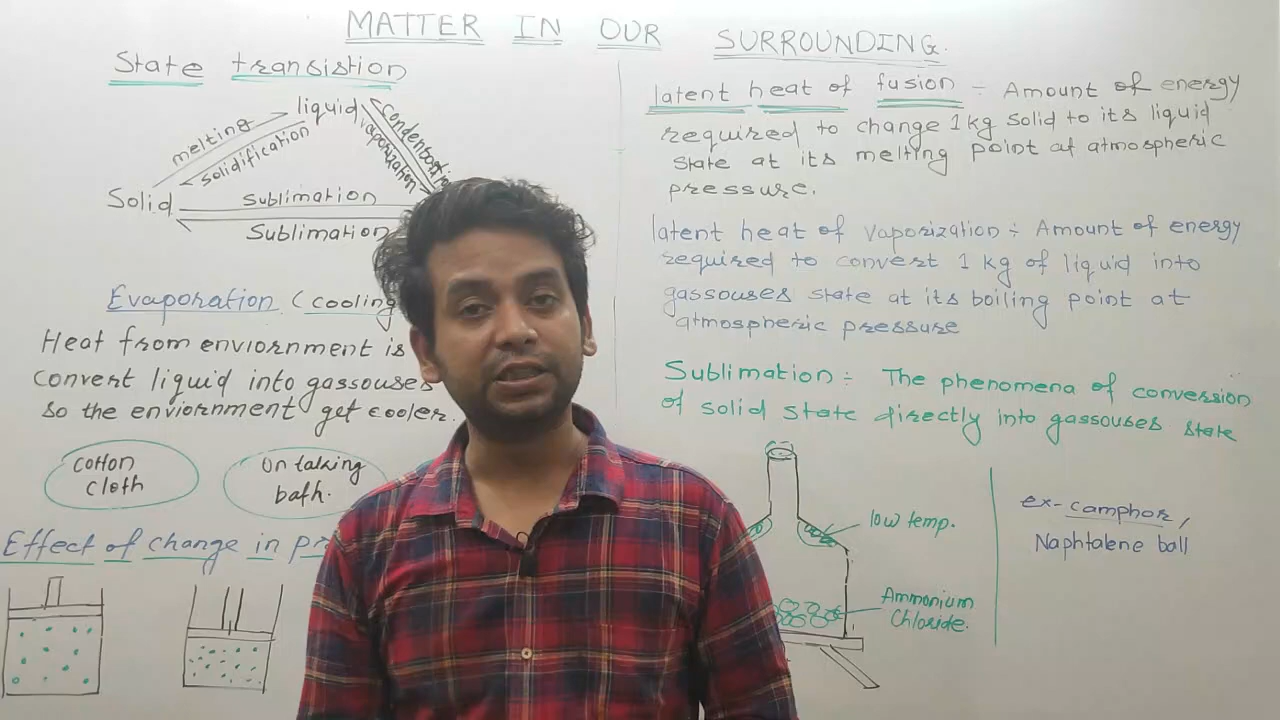 MATTER IN OUR SURROUNDING.
State transistion
liquid
melting
solidification
vaporization
Solid
Sublimation
Sublimation
Evaporation (cooling
Heat from enviornment is
convert liquid into gassouses
so the enviornment get cooler.
cotton
cloth
On taking
bath.
Effect of change in
latent heat of fusion ÷ Amount of energy
required to change 1kg solid to its liquid
state at its melting point at atmospheric
pressure.
latent heat of vaporization ÷ Amount of energy
required to convert 1 kg of liquid into
gassouses state at its boiling point at
atmospheric pressure
Sublimation ÷ The phenomena of conversion
of solid state directly into gassouses state
low temp.
Ammonium
Chloride.
ex- camphor,
Naphtalene ball